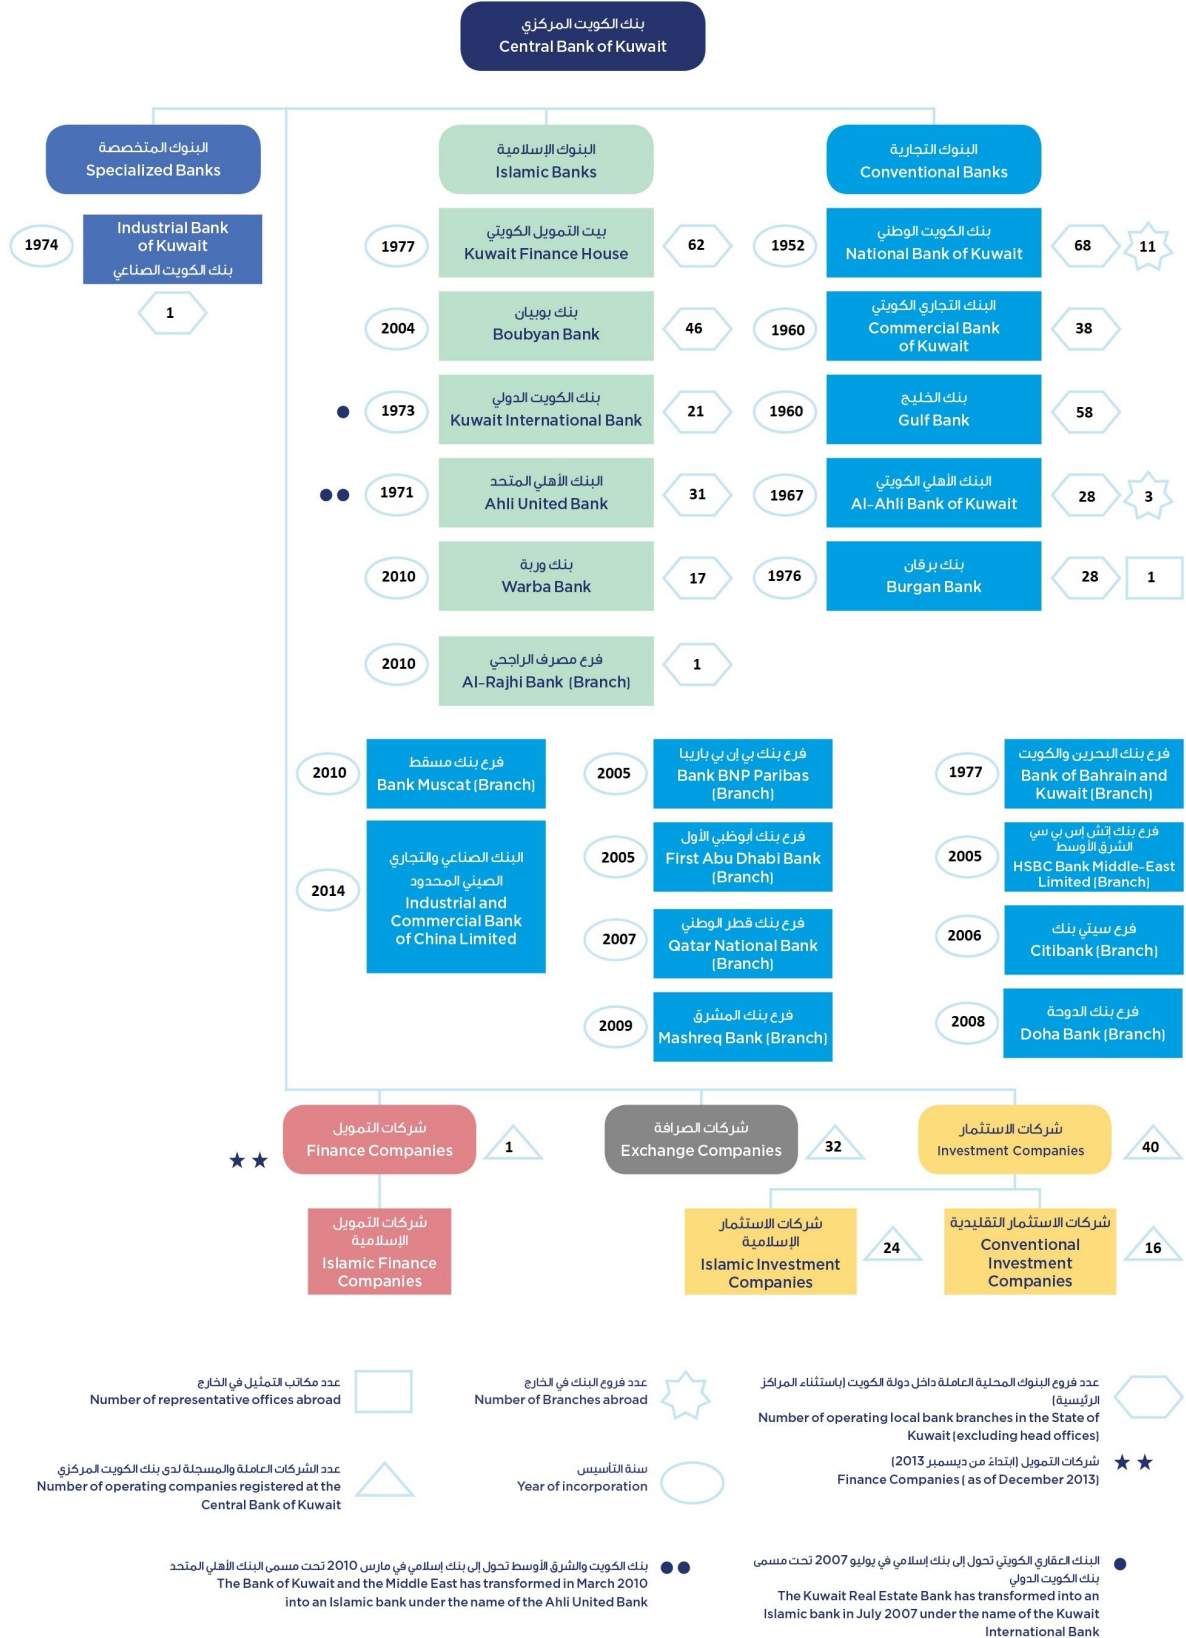 بنك الكويت المركزي
Central Bank of Kuwait
البنوك المتخصصة
Specialized Banks
البنوك الإسلامية
Islamic Banks
البنوك التجارية
Conventional Banks
1974
Industrial Bank
of Kuwait
بنك الكويت الصناعي
1
1977
بيت التمويل الكويتي
Kuwait Finance House
62
1952
بنك الكويت الوطني
National Bank of Kuwait
68
11
2004
بنك بوبيان
Boubyan Bank
46
1960
البنك التجاري الكويتي
Commercial Bank
of Kuwait
38
1973
بنك الكويت الدولي
Kuwait International Bank
21
1960
بنك الخليج
Gulf Bank
58
1971
البنك الأهلي المتحد
Ahli United Bank
31
1967
البنك الأهلي الكويتي
Al-Ahli Bank of Kuwait
28
3
2010
بنك وربة
Warba Bank
17
1976
بنك برقان
Burgan Bank
28
1
2010
فرع مصرف الراجحي
Al-Rajhi Bank (Branch)
1
2010
فرع بنك مسقط
Bank Muscat (Branch)
2005
فرع بنك بي إن بي باريبا
Bank BNP Paribas
(Branch)
1977
فرع بنك البحرين والكويت
Bank of Bahrain and
Kuwait (Branch)
2014
البنك الصناعي والتجاري
الصيني المحدود
Industrial and
Commercial Bank
of China Limited
2005
فرع بنك أبوظبي الأول
First Abu Dhabi Bank
(Branch)
2005
فرع بنك إتش إس بي سي
الشرق الأوسط
HSBC Bank Middle-East
Limited (Branch)
2007
فرع بنك قطر الوطني
Qatar National Bank
(Branch)
2006
فرع سيتي بنك
Citibank (Branch)
2009
فرع بنك المشرق
Mashreq Bank (Branch)
2008
فرع بنك الدوحة
Doha Bank (Branch)
شركات التمويل
Finance Companies
1
شركات الصرافة
Exchange Companies
32
شركات الاستثمار
Investment Companies
40
شركات التمويل
الإسلامية
Islamic Finance
Companies
شركات الاستثمار
الإسلامية
Islamic Investment
Companies
24
شركات الاستثمار التقليدية
Conventional
Investment
Companies
16
عدد مكاتب التمثيل في الخارج
Number of representative offices abroad
عدد فروع البنك في الخارج
Number of Branches abroad
عدد فروع البنوك المحلية العاملة داخل دولة الكويت (باستثناء المراكز
الرئيسية)
Number of operating local bank branches in the State of
Kuwait (excluding head offices)
عدد الشركات العاملة والمسجلة لدى بنك الكويت المركزي
Number of operating companies registered at the
Central Bank of Kuwait
سنة التأسيس
Year of incorporation
شركات التمويل (ابتداءً من ديسمبر 2013)
Finance Companies ( as of December 2013)
بنك الكويت والشرق الأوسط تحول إلى بنك إسلامي في مارس 2010 تحت مسمى البنك الأهلي المتحد
The Bank of Kuwait and the Middle East has transformed in March 2010
into an Islamic bank under the name of the Ahli United Bank
البنك العقاري الكويتي تحول إلى بنك إسلامي في يوليو 2007 تحت مسمى
بنك الكويت الدولي
The Kuwait Real Estate Bank has transformed into an
Islamic bank in July 2007 under the name of the Kuwait
International Bank